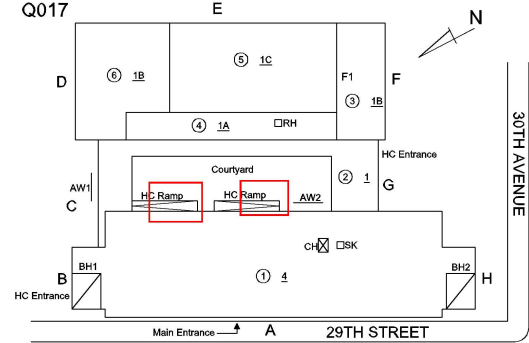 Q017
E
N
5 1C
6 1B
D
F1
F
3 1B
4 1A
RH
HC Entrance
Courtyard
2 1
AW1
HC Ramp
HC Ramp
AW2
G
C
30TH AVENUE
CH
SK
B
BH1
1 4
BH2
H
HC Entrance
Main Entrance
A
29TH STREET